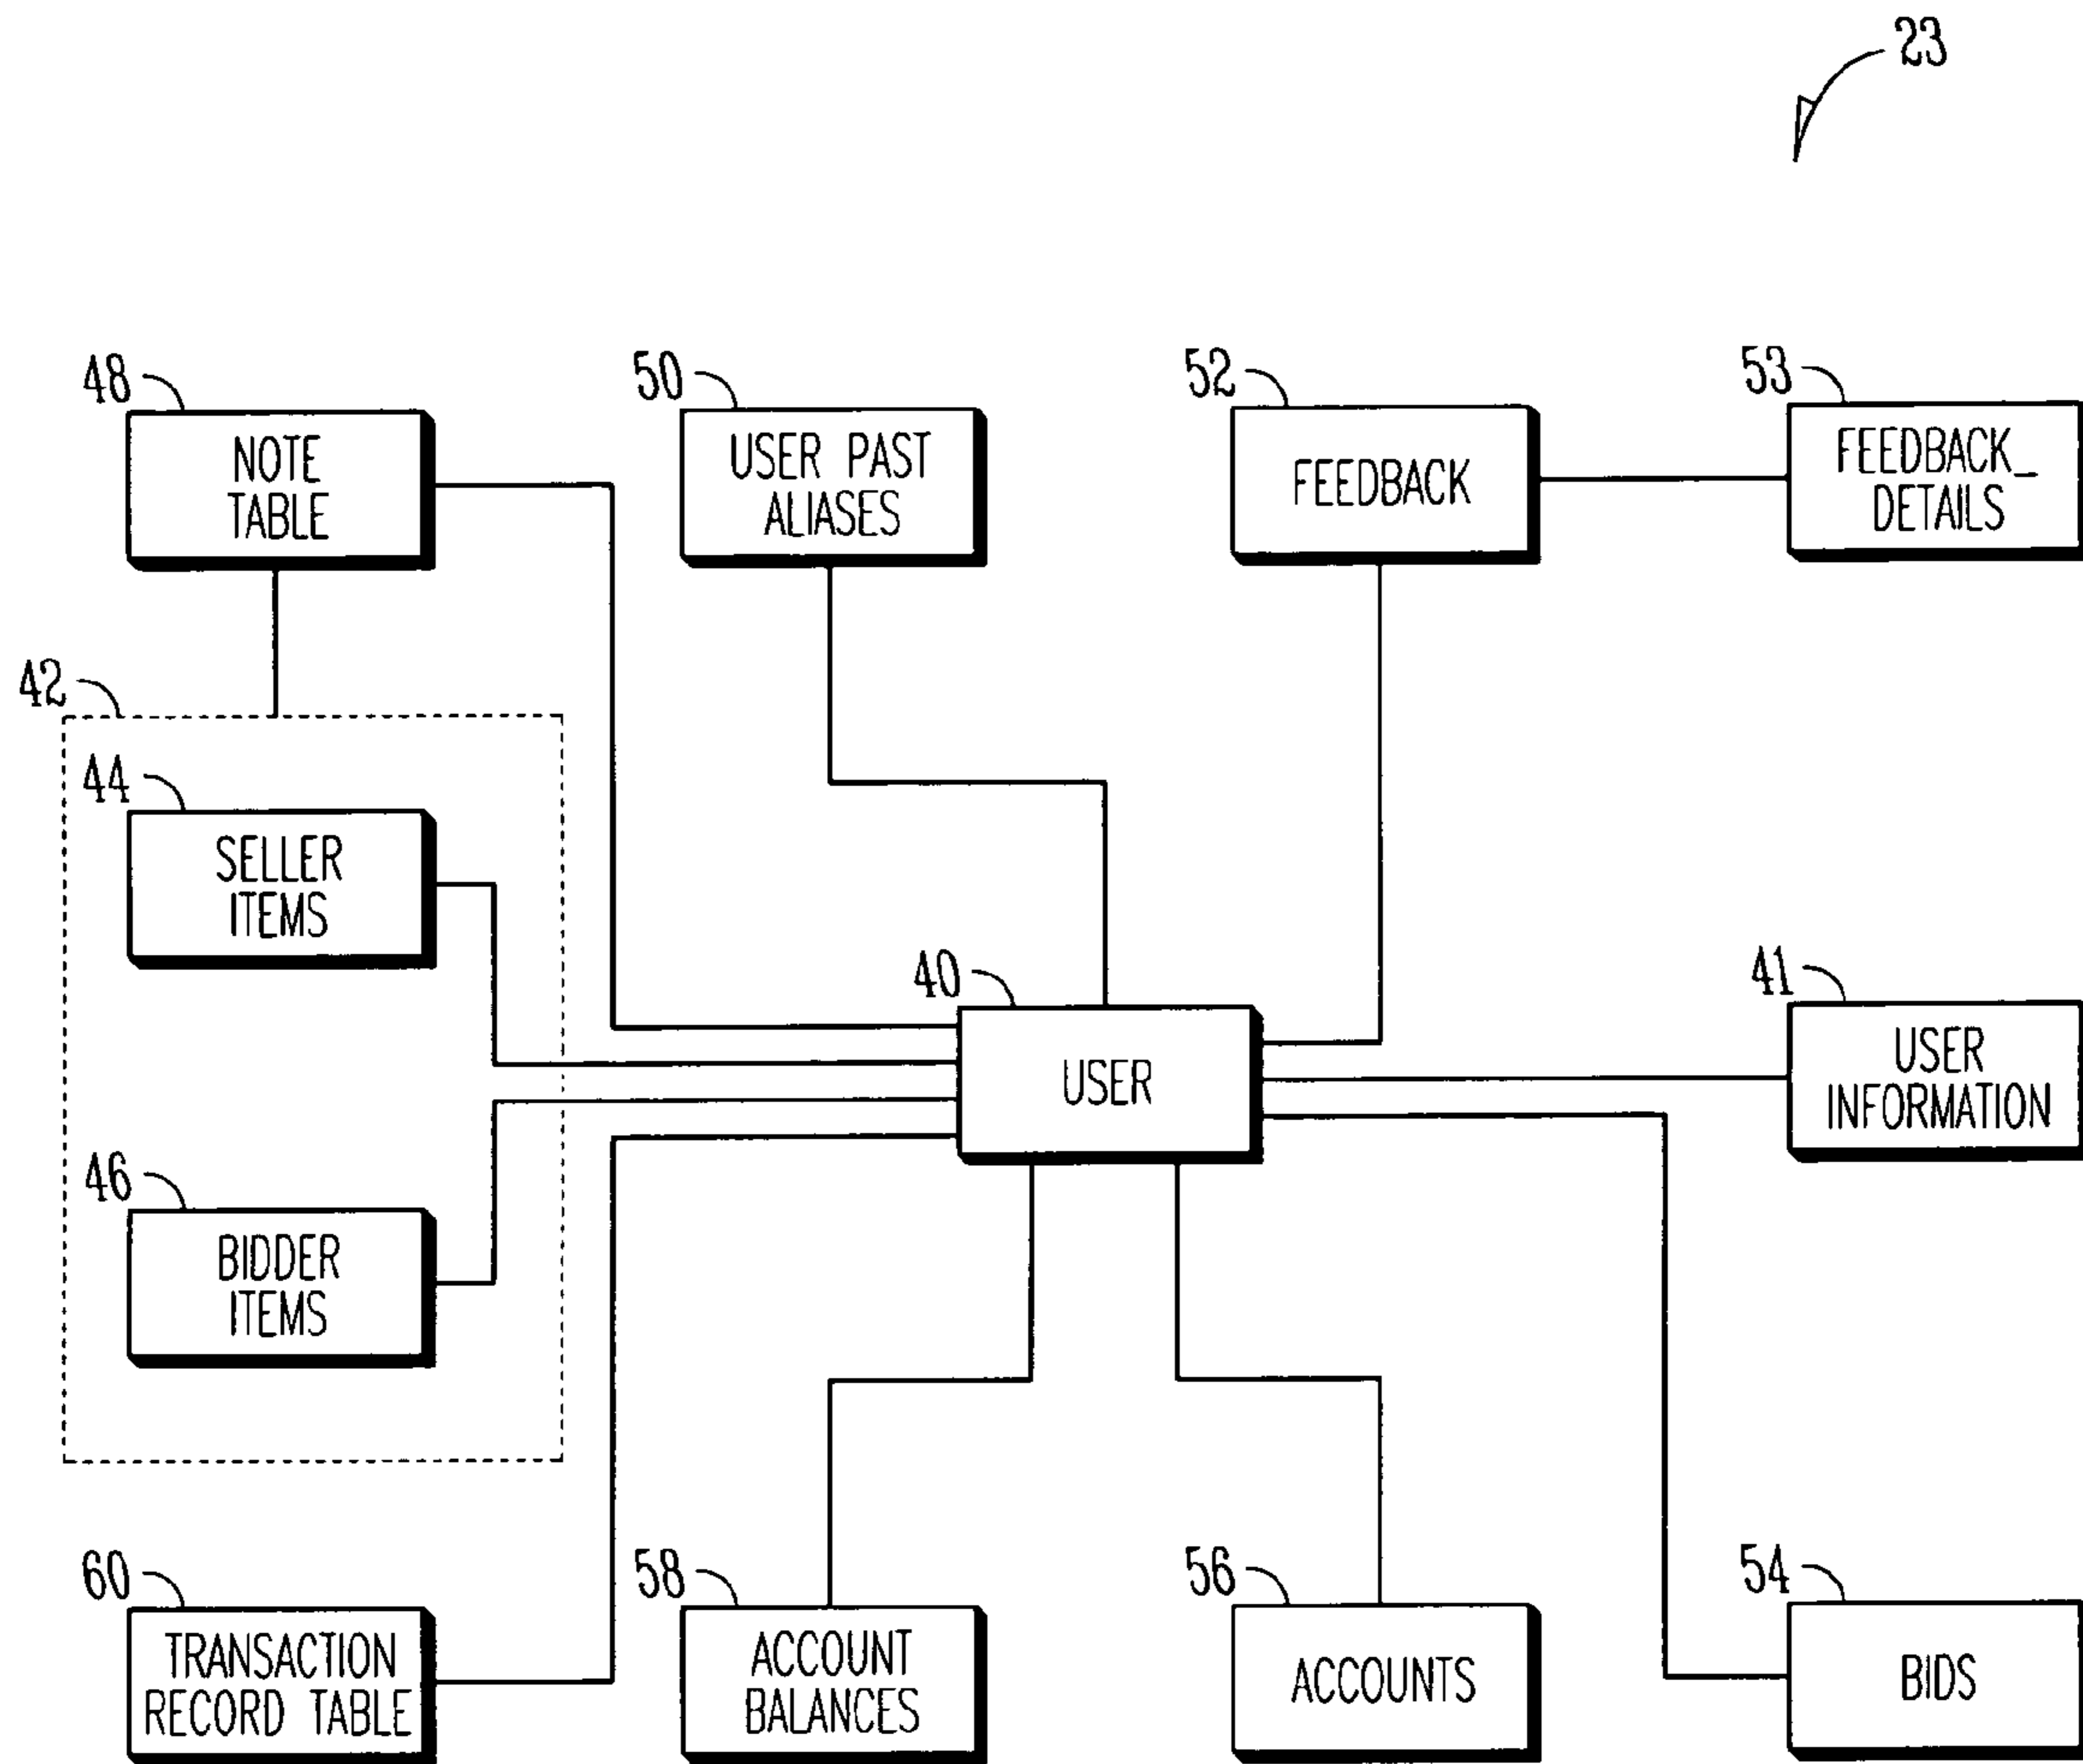 23
48
NOTE
TABLE
50
USER PAST
ALIASES
52
FEEDBACK
53
FEEDBACK_
DETAILS
42
44
SELLER
ITEMS
40
USER
41
USER
INFORMATION
46
BIDDER
ITEMS
60
TRANSACTION
RECORD TABLE
58
ACCOUNT
BALANCES
56
ACCOUNTS
54
BIDS